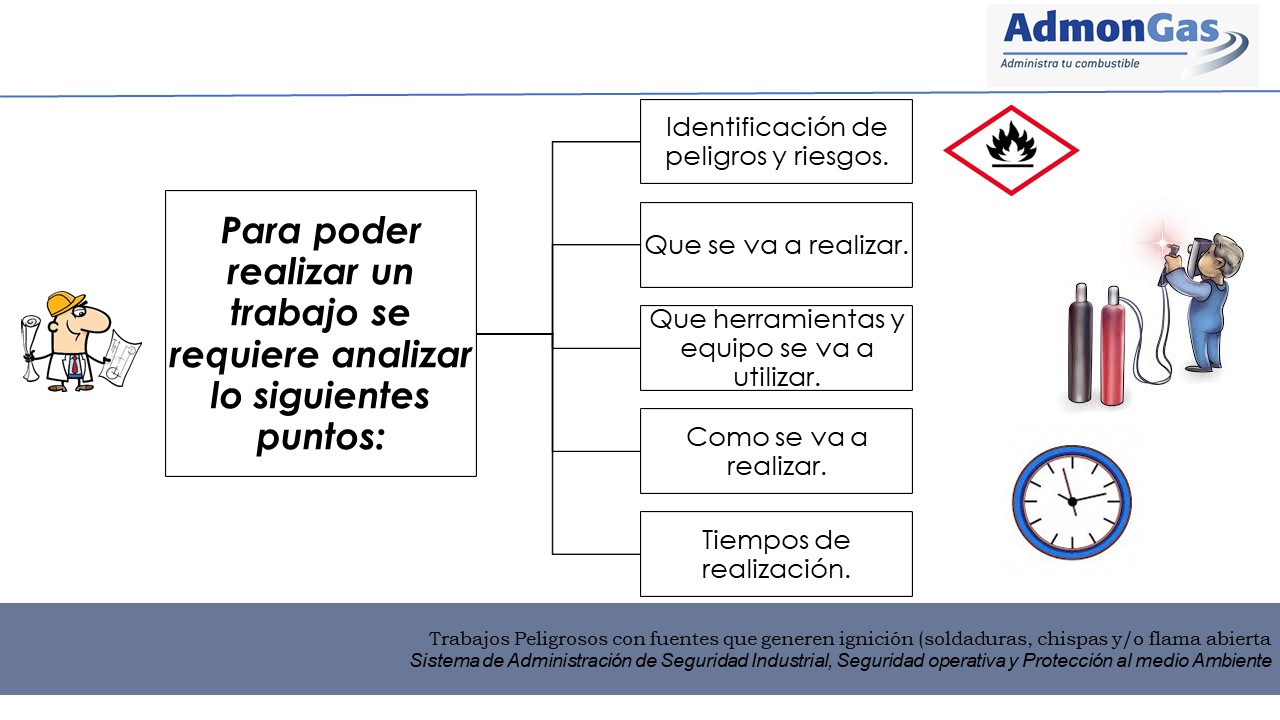 AdmonGas
Administra tu combustible
Para poder
realizar un
trabajo se
requiere analizar
lo siguientes
puntos:
Identificación de
peligros y riesgos.
Que se va a realizar.
Que herramientas y
equipo se va a
utilizar.
Como se va a
realizar.
Tiempos de
realización.
Trabajos Peligrosos con fuentes que generen ignición (soldaduras, chispas y/o flama abierta
Sistema de Administración de Seguridad Industrial, Seguridad operativa y Protección al medio Ambiente